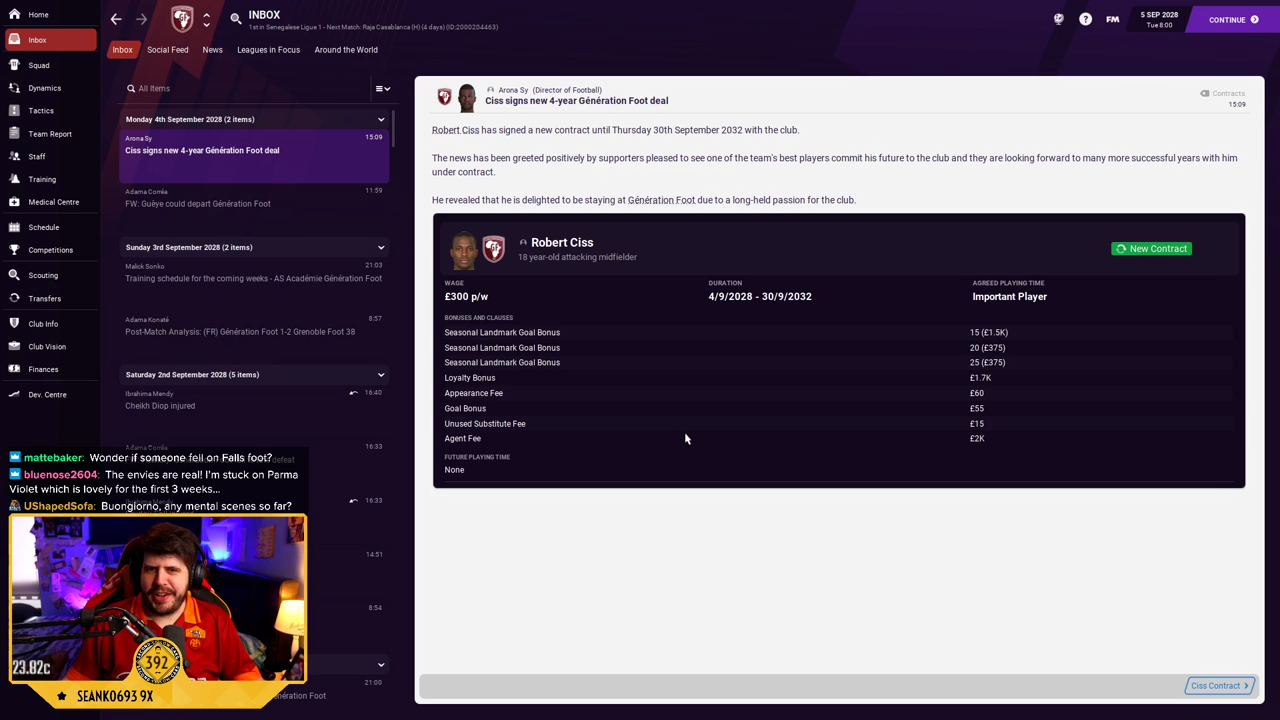 Home
INBOX
1st in Senegalese Ligue 1 - Next Match: Raja Casablanca (H) (4 days) (ID:2000204463)
FM
5 SEP 2028
Tue 8:00
CONTINUE
Inbox
Squad
Dynamics
Tactics
Team Report
Staff
Training
Medical Centre
Schedule
Competitions
Scouting
Transfers
Club Info
Club Vision
Finances
Dev. Centre
Inbox
Social Feed
News
Leagues in Focus
Around the World
All Items
Monday 4th September 2028 (2 items)
Arona Sy
15:09
Ciss signs new 4-year Génération Foot deal
Adama Corréa
11:59
FW: Guèye could depart Génération Foot
Sunday 3rd September 2028 (2 items)
Malick Sonko
21:03
Training schedule for the coming weeks - AS Académie Génération Foot
Adama Konaté
8:57
Post-Match Analysis: (FR) Génération Foot 1-2 Grenoble Foot 38
Saturday 2nd September 2028 (5 items)
Ibrahima Mendy
16:40
Cheikh Diop injured
Adama Corréa
16:33
defeat
Ibrahima Mendy
16:33
14:51
8:54
21:00
énération Foot
Arona Sy (Director of Football)
Ciss signs new 4-year Génération Foot deal
Contracts
15:09
Robert Ciss has signed a new contract until Thursday 30th September 2032 with the club.
The news has been greeted positively by supporters pleased to see one of the team's best players commit his future to the club and they are looking forward to many more successful years with him
under contract.
He revealed that he is delighted to be staying at Génération Foot due to a long-held passion for the club.
Robert Ciss
18 year-old attacking midfielder
New Contract
WAGE
£300 p/w
DURATION
4/9/2028 - 30/9/2032
AGREED PLAYING TIME
Important Player
BONUSES AND CLAUSES
Seasonal Landmark Goal Bonus 15 (£1.5K)
Seasonal Landmark Goal Bonus 20 (£375)
Seasonal Landmark Goal Bonus 25 (£375)
Loyalty Bonus £1.7K
Appearance Fee £60
Goal Bonus £55
Unused Substitute Fee £15
Agent Fee £2K
FUTURE PLAYING TIME
None
Ciss Contract
mattebaker: Wonder if someone fell on Falls foot?
bluenose2604: The envies are real! I'm stuck on Parma
Violet which is lovely for the first 3 weeks...
UShapedSofa: Buongiorno, any mental scenes so far?
23.82c
392
SEANK0693 9X